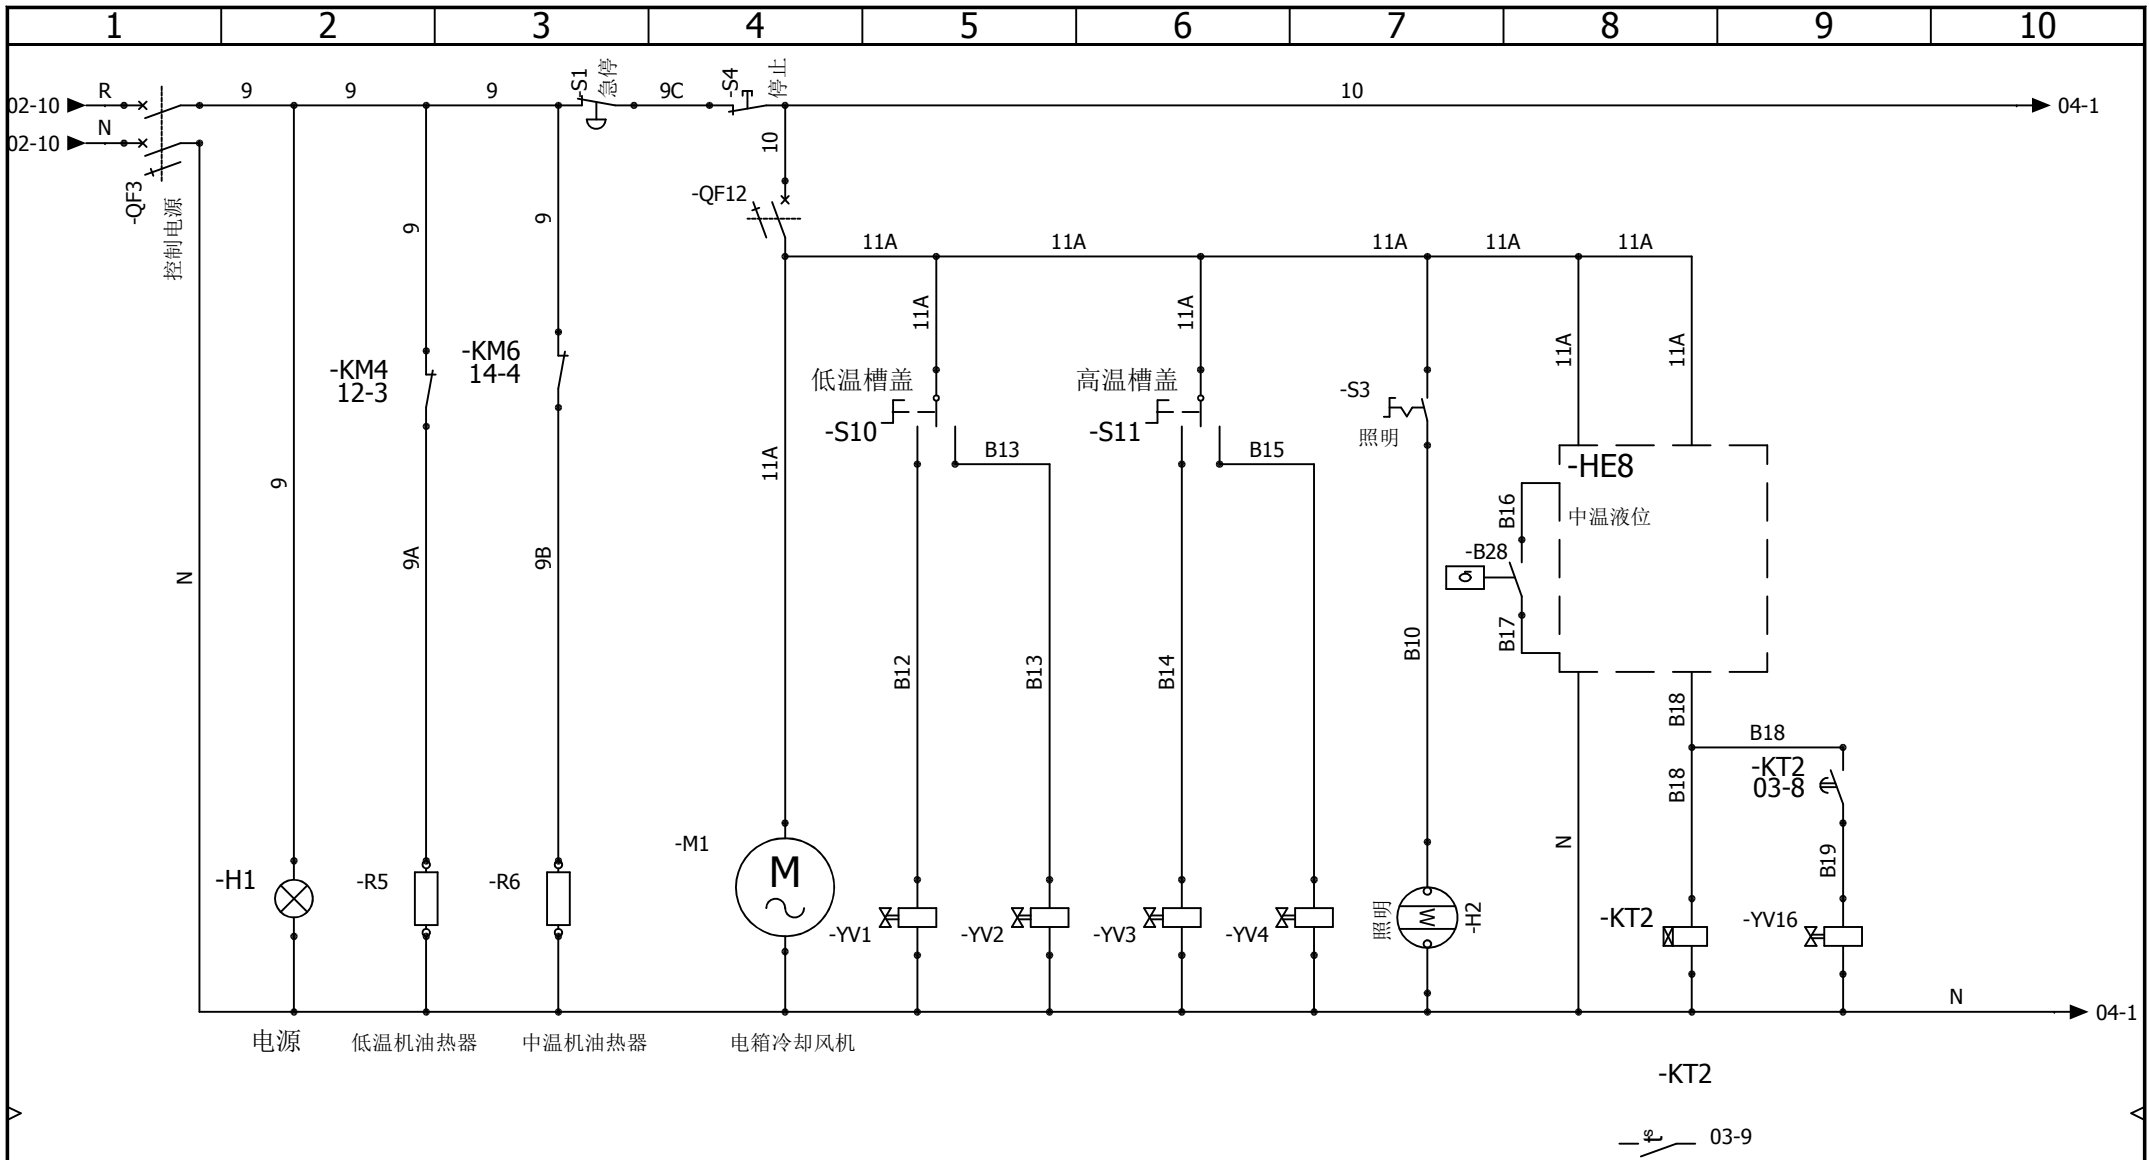 1 2 3 4 5 6 7 8 9 10
02-10 R 9 9 9 -S1 急停 9C -S4 停止 10 04-1
02-10 N
-QF3 控制电源
10
-QF12
9 9
11A 11A 11A 11A 11A
11A 11A 11A 11A
-KM4
12-3
-KM6
14-4
低温槽盖
-S10
高温槽盖
-S11
-S3
照明
B13 B15
-HE8
中温液位
B16
-B28
B17
9
11A
N
9A
9B
B12
B13
B14
B10
B18
B18
-KT2
03-8
B18
B19
N
-H1
-R5
-R6
-M1
M
-YV1
-YV2
-YV3
-YV4
照明
W
-H2
-KT2
-YV16
N 04-1
电源 低温机油热器 中温机油热器 电箱冷却风机
-KT2
03-9